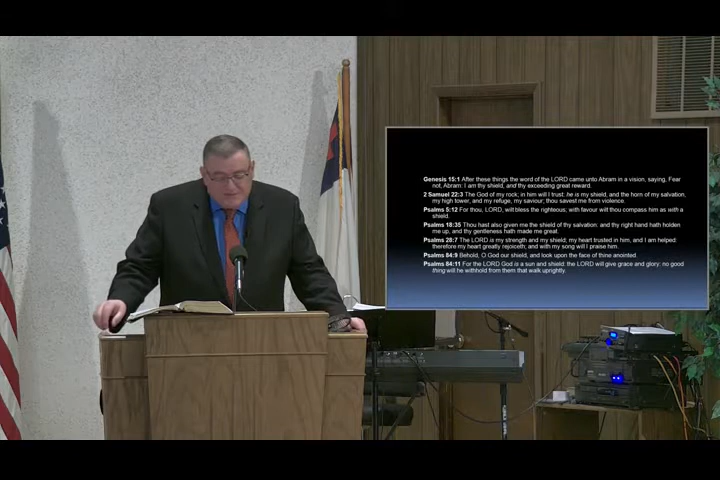 Genesis 15:1 After these things the word of the LORD came unto Abram in a vision, saying, Fear
not, Abram: I am thy shield, and thy exceeding great reward.
2 Samuel 22:3 The God of my rock; in him will I trust: he is my shield, and the horn of my salvation,
my high tower, and my refuge, my saviour; thou savest me from violence.
Psalms 5:12 For thou, LORD, wilt bless the righteous; with favour wilt thou compass him as with a
shield.
Psalms 18:35 Thou hast also given me the shield of thy salvation: and thy right hand hath holden
me up, and thy gentleness hath made me great.
Psalms 28:7 The LORD is my strength and my shield; my heart trusted in him, and I am helped:
therefore my heart greatly rejoiceth; and with my song will I praise him.
Psalms 84:9 Behold, O God our shield, and look upon the face of thine anointed.
Psalms 84:11 For the LORD God is a sun and shield: the LORD will give grace and glory: no good
thing will he withhold from them that walk uprightly.